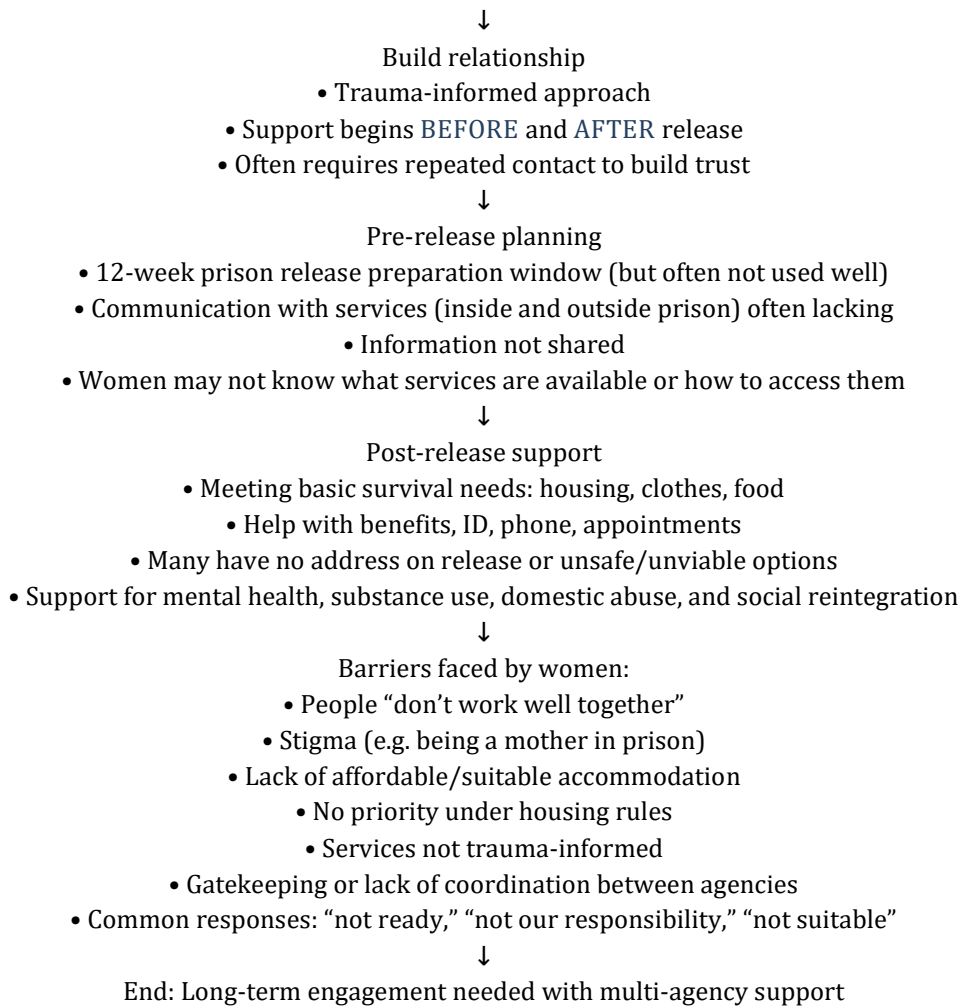 ↓
Build relationship
• Trauma-informed approach
• Support begins BEFORE and AFTER release
• Often requires repeated contact to build trust
↓
Pre-release planning
• 12-week prison release preparation window (but often not used well)
• Communication with services (inside and outside prison) often lacking
• Information not shared
• Women may not know what services are available or how to access them
↓
Post-release support
• Meeting basic survival needs: housing, clothes, food
• Help with benefits, ID, phone, appointments
• Many have no address on release or unsafe/unviable options
• Support for mental health, substance use, domestic abuse, and social reintegration
↓
Barriers faced by women:
• People “don’t work well together”
• Stigma (e.g. being a mother in prison)
• Lack of affordable/suitable accommodation
• No priority under housing rules
• Services not trauma-informed
• Gatekeeping or lack of coordination between agencies
• Common responses: “not ready,” “not our responsibility,” “not suitable”
↓
End: Long-term engagement needed with multi-agency support